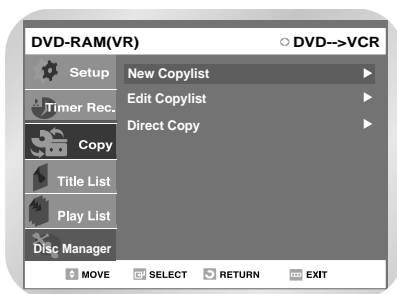 DVD-RAM(VR) DVD-->VCR
Setup
New Copylist
Timer Rec.
Edit Copylist
Direct Copy
Copy
Title List
Play List
Disc Manager
MOVE SELECT RETURN EXIT